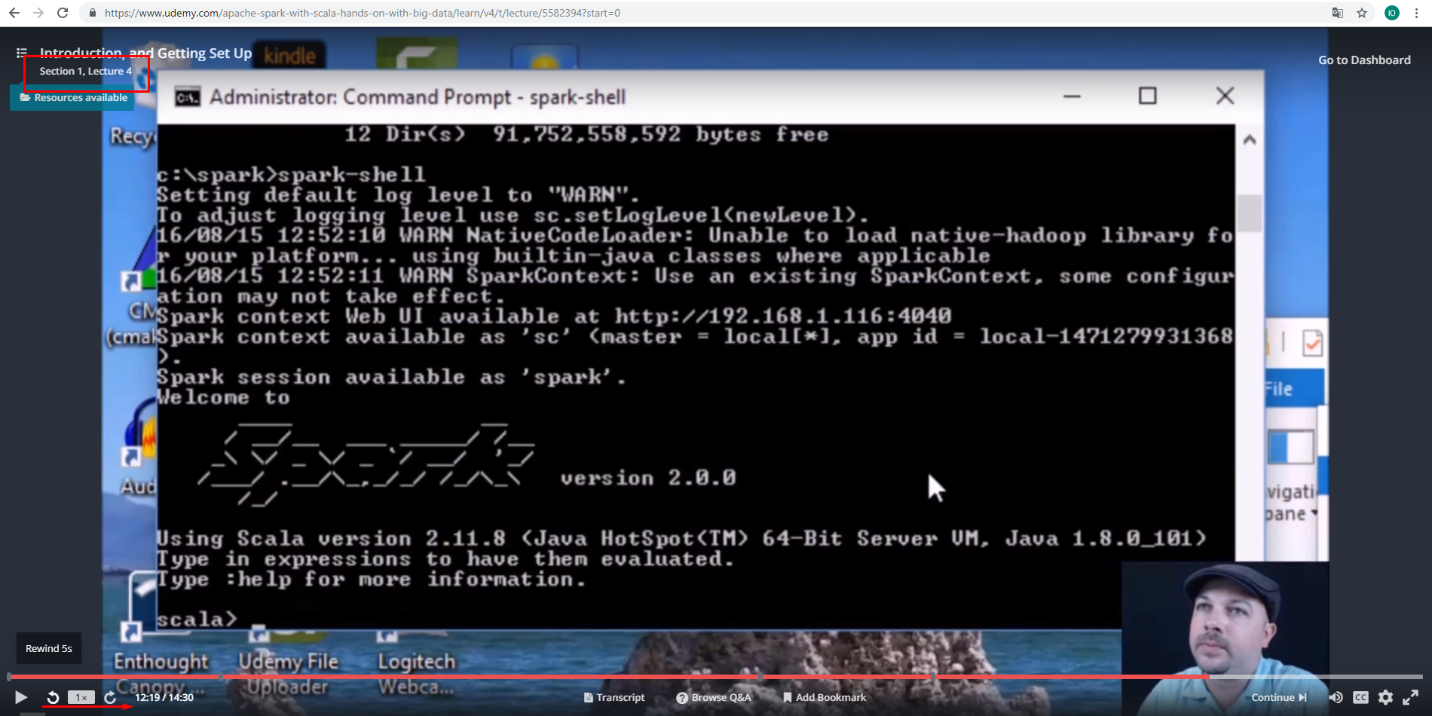 https://www.udemy.com/apache-spark-with-scala-hands-on-with-big-data/learn/v4/t/lecture/5582394?start=0
Introduction, and Getting Set Up
Section 1, Lecture 4
Go to Dashboard
Resources available
kindle
Administrator: Command Prompt - spark-shell
12 Dir(s) 91,752,558,592 bytes free
c:\spark>spark-shell
Setting default log level to "WARN".
To adjust logging level use sc.setLogLevel(newLevel).
16/08/15 12:52:10 WARN NativeCodeLoader: Unable to load native-hadoop library fo
r your platform... using builtin-java classes where applicable
16/08/15 12:52:11 WARN SparkContext: Use an existing SparkContext, some configur
ation may not take effect.
Spark context Web UI available at http://192.168.1.116:4040
Spark context available as 'sc' (master = local[*], app id = local-1471279931368
).
Spark session available as 'spark'.
Welcome to
Spark version 2.0.0
Using Scala version 2.11.8 (Java HotSpot(TM) 64-Bit Server VM, Java 1.8.0_101)
Type in expressions to have them evaluated.
Type :help for more information.
scala>
Recy
CM
(cmak
Aud
File
vigati
pane
Enthought
Canopy ...
Udemy File
Uploader
Logitech
Webca...
Rewind 5s
1x
12:19 / 14:30
Transcript
Browse Q&A
Add Bookmark
Continue
CC